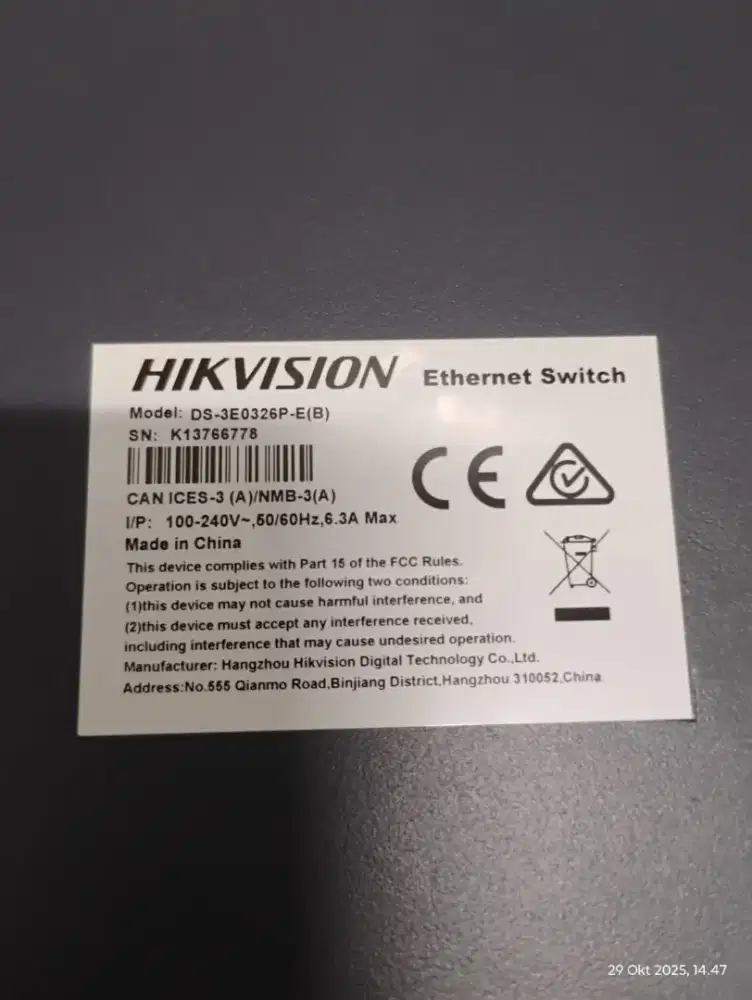 HIKVISION Ethernet Switch
Model: DS-3E0326P-E(B)
SN: K13766778
CAN ICES-3 (A)/NMB-3(A)
I/P: 100-240V~,50/60Hz,6.3A Max
Made in China
This device complies with Part 15 of the FCC Rules.
Operation is subject to the following two conditions:
(1)this device may not cause harmful interference, and
(2)this device must accept any interference received,
including interference that may cause undesired operation.
Manufacturer: Hangzhou Hikvision Digital Technology Co.,Ltd.
Address:No.555 Qianmo Road,Binjiang District,Hangzhou 310052,China
CE
29 Okt 2025, 14.47